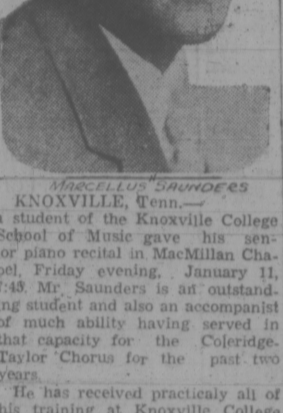 MARCELLUS SAUNDERS
KNOXVILLE, Tenn.—
a student of the Knoxville College
School of Music gave his sen-
ior piano recital in MacMillan Cha-
pel, Friday evening, January 11,
7:45. Mr. Saunders is an outstand-
ing student and also an accompanist
of much ability having served in
that capacity for the Coleridge-
Taylor Chorus for the past two
years.
He has received practicaly all of
his training at Knoxville College